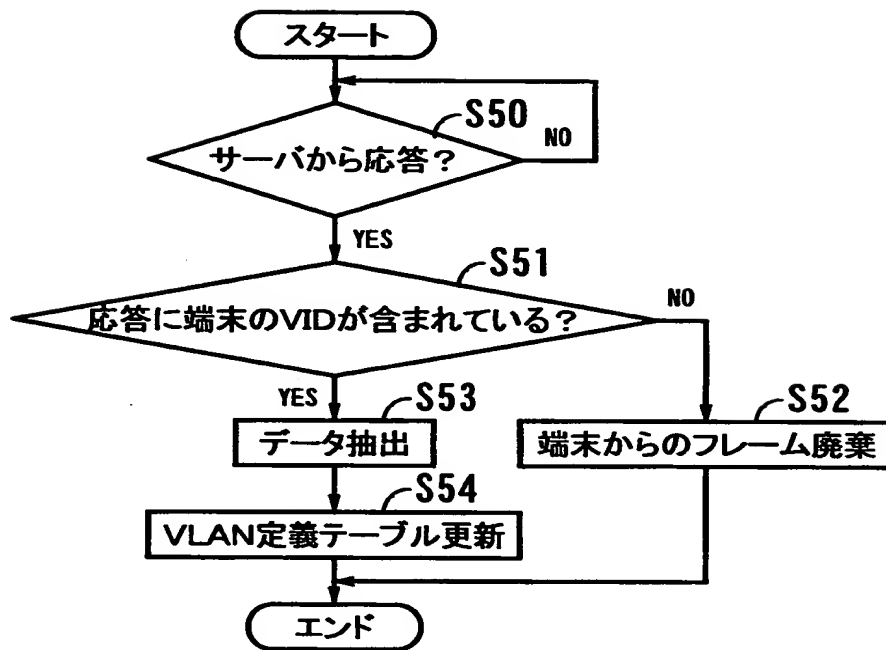 スタート
S50
サーバから応答？
NO
YES
S51
応答に端末のVIDが含まれている？
NO
YES
S53
データ抽出
S52
端末からのフレーム廃棄
S54
VLAN定義テーブル更新
エンド